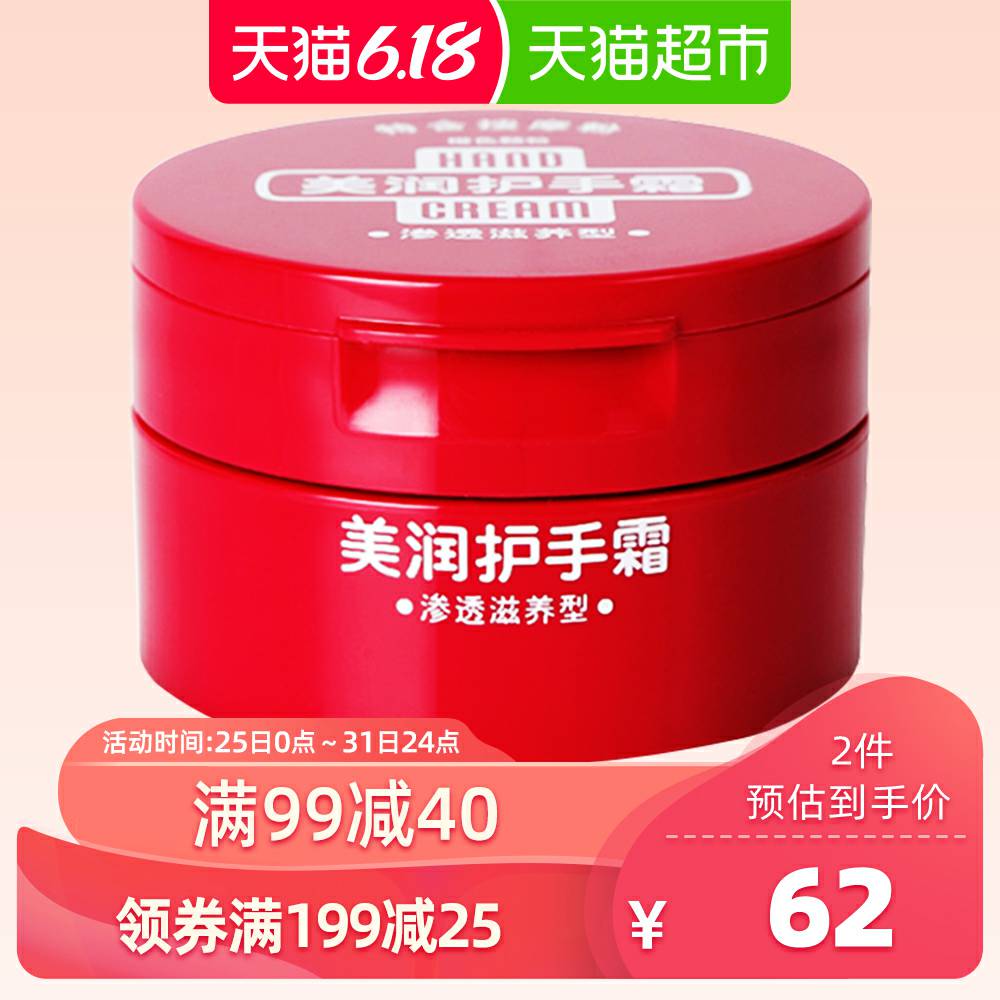 天猫6.18 天猫超市
HAND
美润护手霜
CREAM
•渗透滋养型•
美润护手霜
•渗透滋养型•
活动时间:25日0点~31日24点
满99减40
领券满199减25
2件
预估到手价
¥ 62